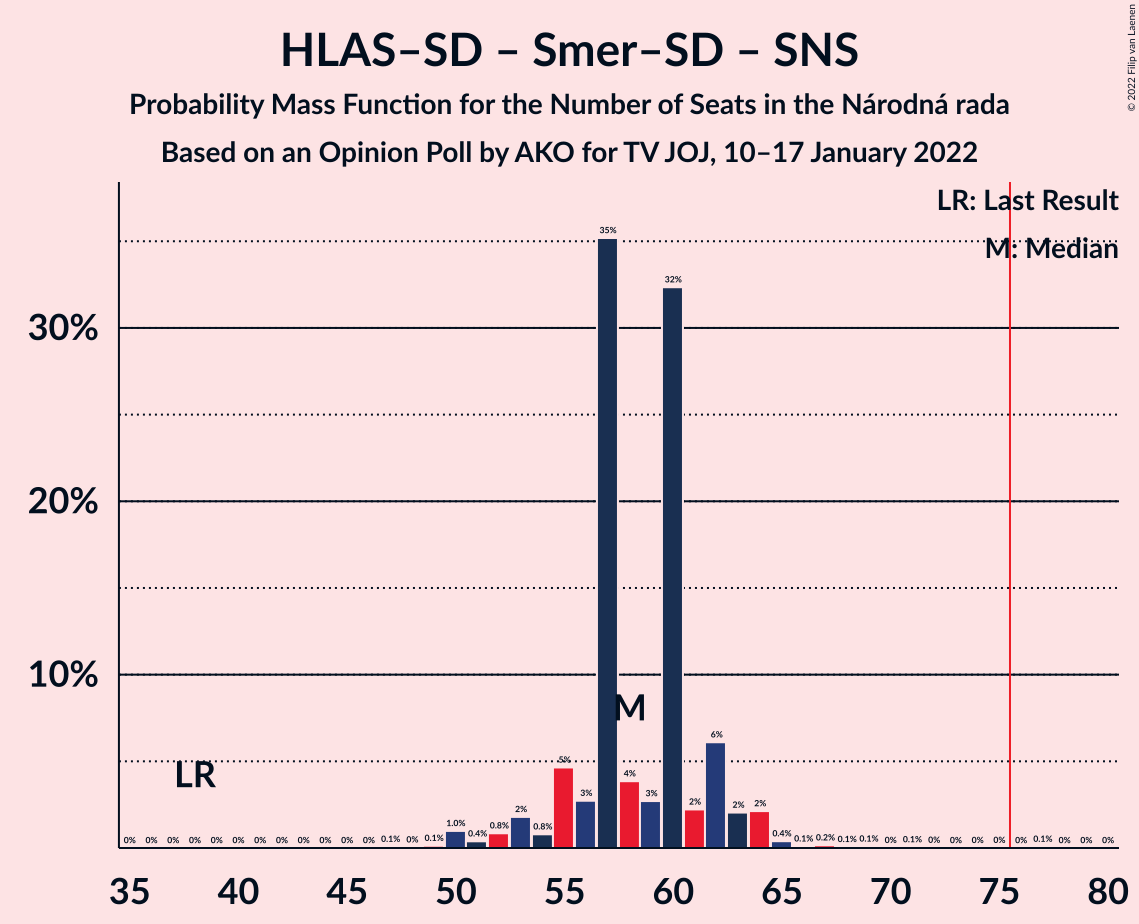 HLAS–SD – Smer–SD – SNS
Probability Mass Function for the Number of Seats in the Národná rada
Based on an Opinion Poll by AKO for TV JOJ, 10–17 January 2022
© 2022 Filip van Laenen
LR: Last Result
M: Median
30%
20%
10%
LR
M
0% 0% 0% 0% 0% 0% 0% 0% 0% 0% 0% 0% 0.1% 0% 0.1% 1.0% 0.4% 0.8% 2% 0.8% 5% 3% 35% 4% 3% 32% 2% 6% 2% 2% 0.4% 0.1% 0.2% 0.1% 0.1% 0% 0.1% 0% 0% 0% 0% 0% 0.1% 0% 0% 0%
35 40 45 50 55 60 65 70 75 80